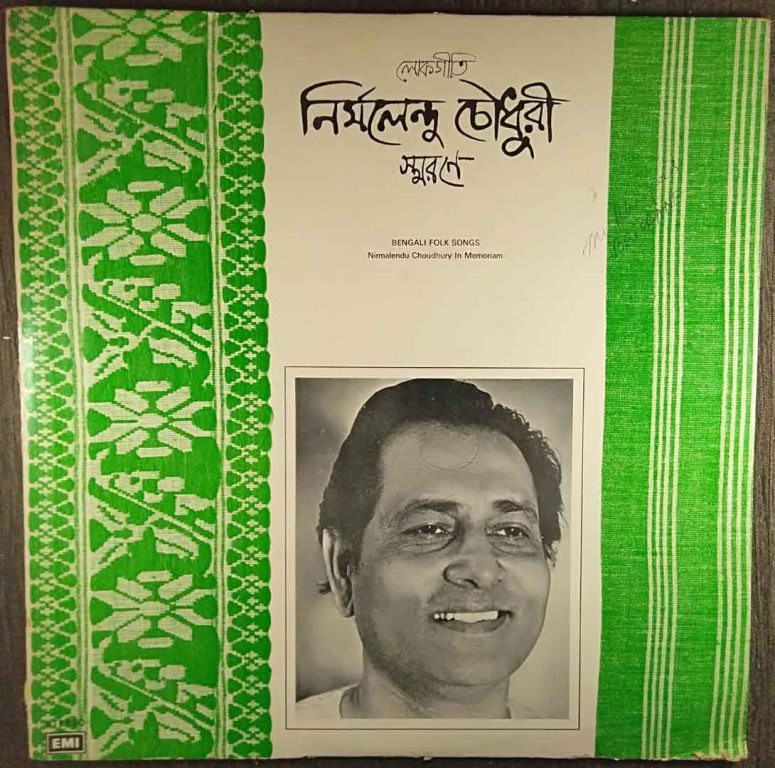 লোকগীতি
নির্মলেন্দু চৌধুরী
স্মরণে
BENGALI FOLK SONGS
Nirmalendu Choudhury In Memoriam
EMI